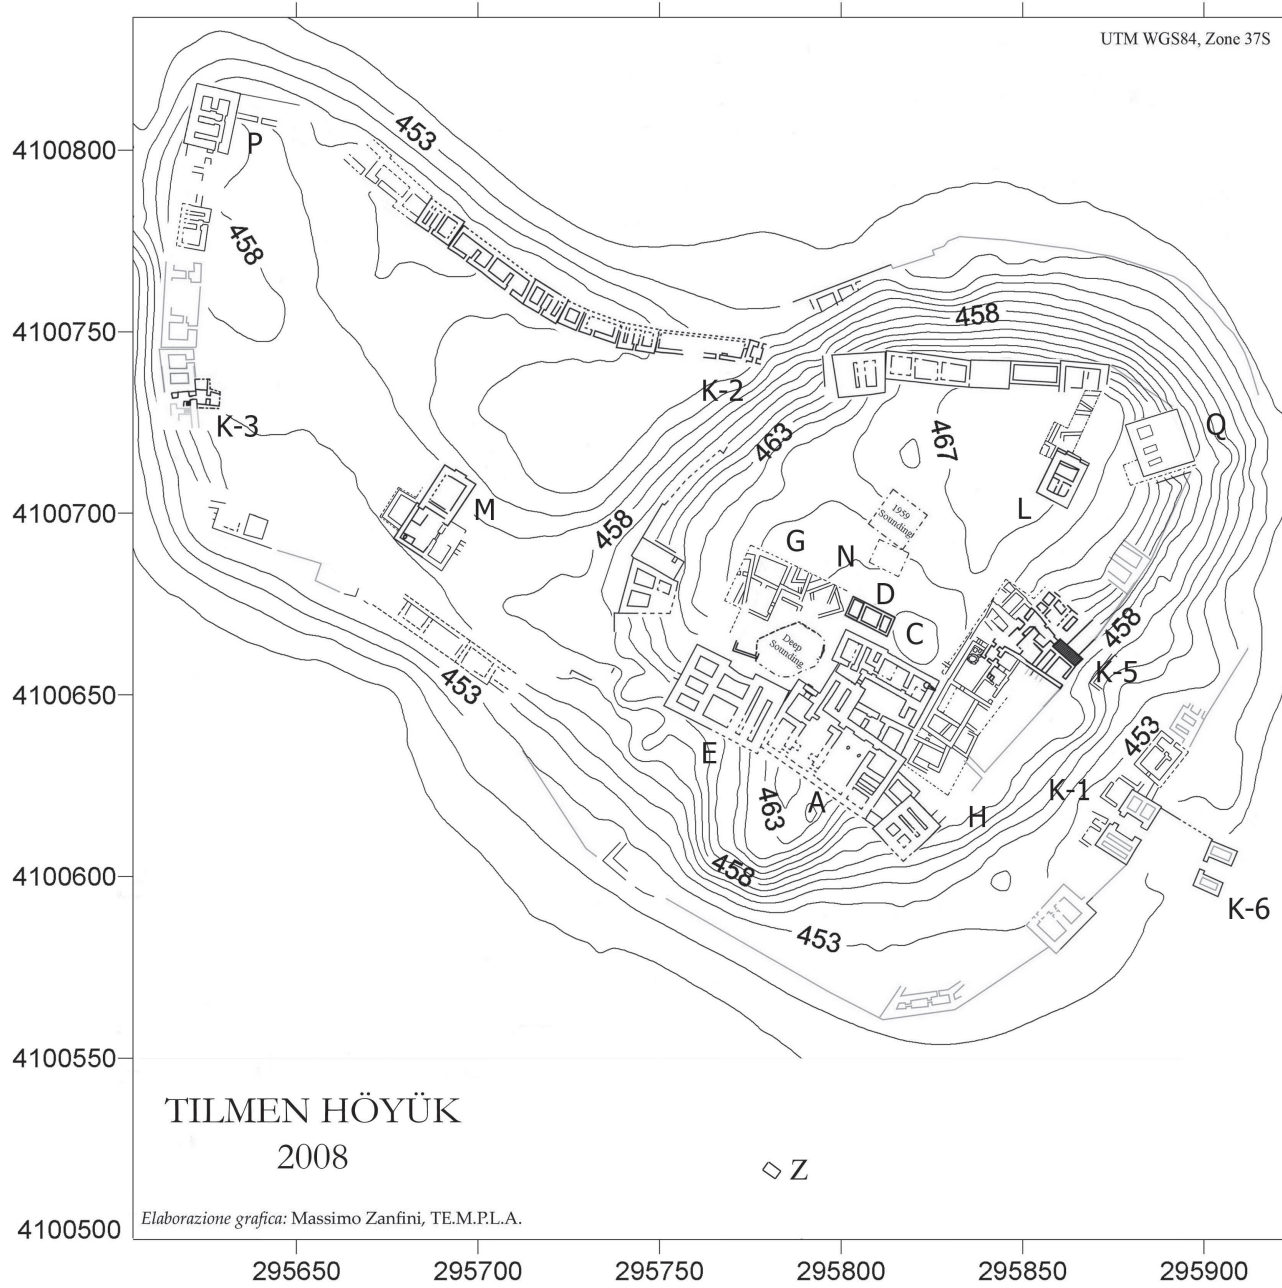 UTM WGS84, Zone 37S
453
4100800
P
458
458
4100750
K-2
K-3
463
467
Q
M
L
4100700
458
1959
Sounding
G
N
D
C
458
Deep
Sounding
K-5
453
4100650
453
E
K-1
463
A
H
458
4100600
K-6
453
4100550
TILMEN HÖYÜK
2008
Z
Elaborazione grafica: Massimo Zanfini, TE.M.P.L.A.
4100500
295650
295700
295750
295800
295850
295900